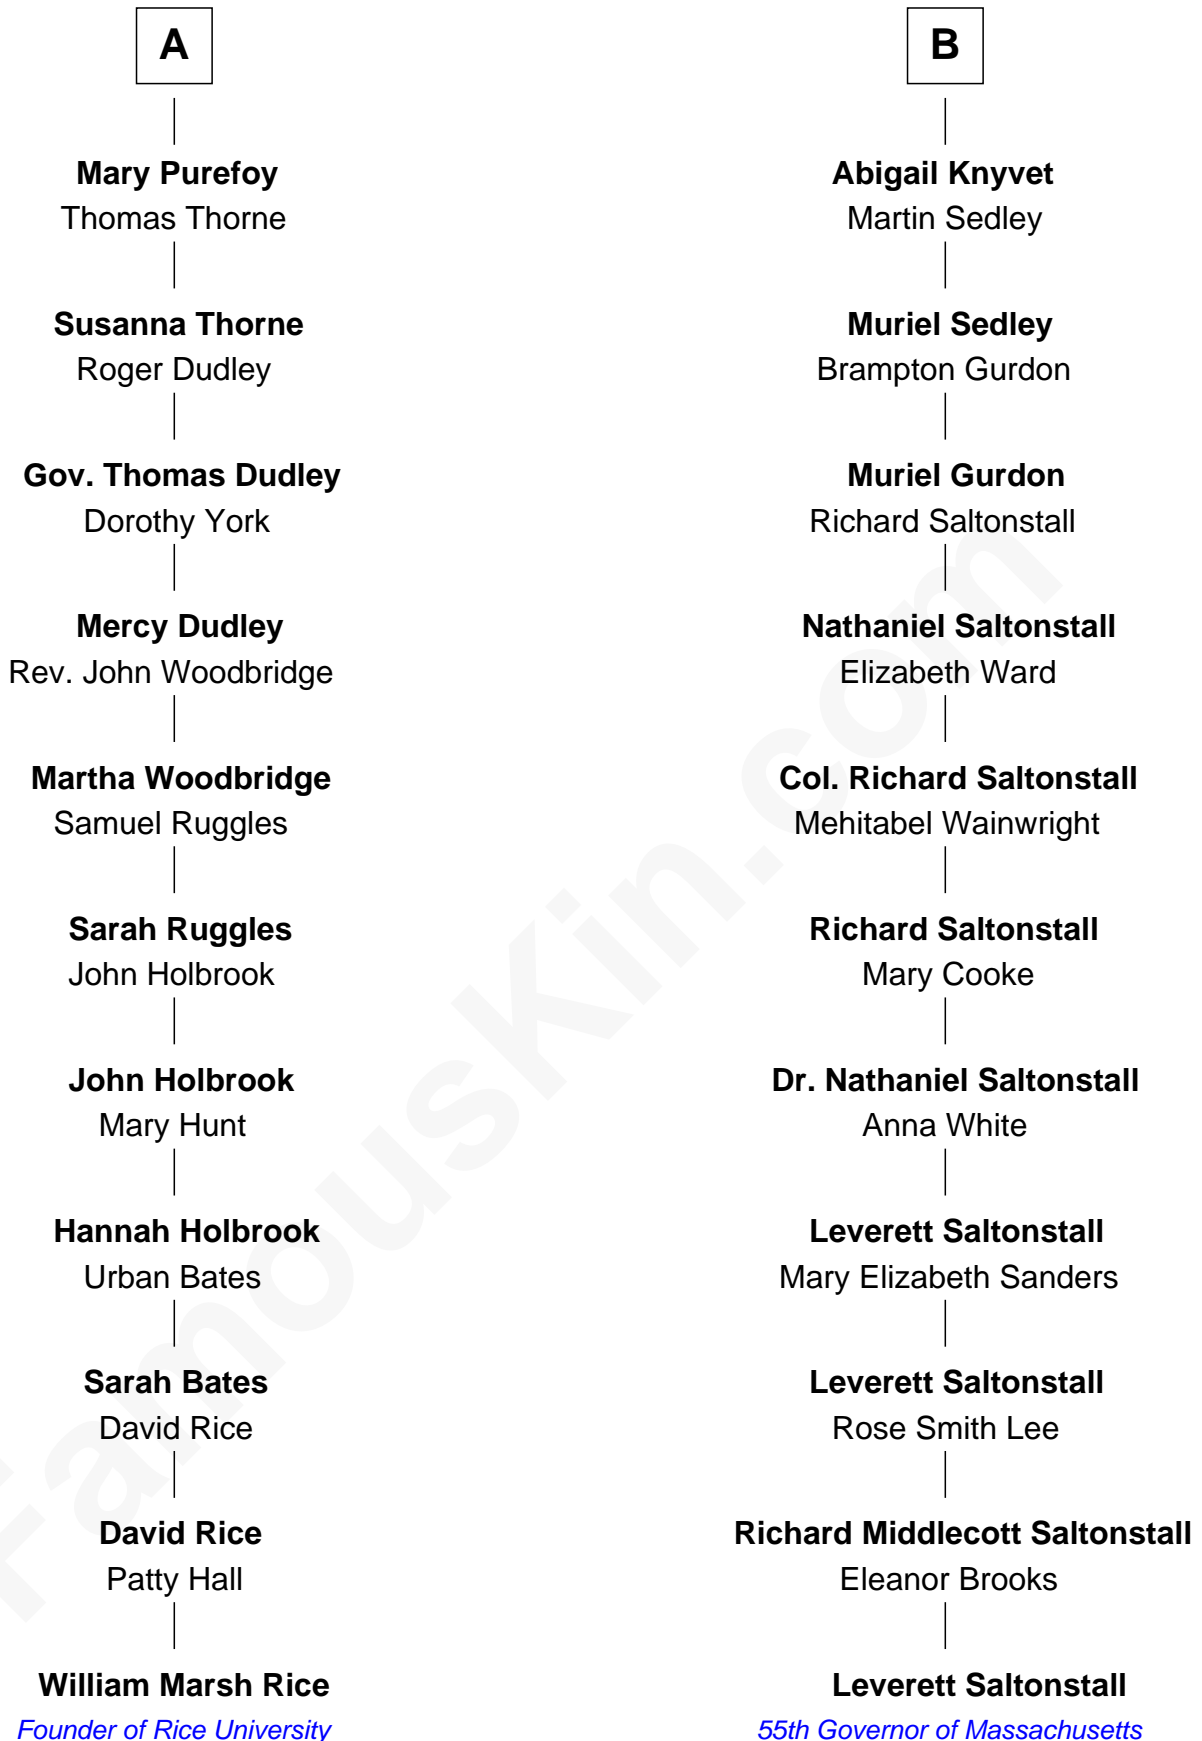 A
Mary Purefoy
Thomas Thorne
Susanna Thorne
Roger Dudley
Gov. Thomas Dudley
Dorothy York
Mercy Dudley
Rev. John Woodbridge
Martha Woodbridge
Samuel Ruggles
Sarah Ruggles
John Holbrook
John Holbrook
Mary Hunt
Hannah Holbrook
Urban Bates
Sarah Bates
David Rice
David Rice
Patty Hall
William Marsh Rice
Founder of Rice University
B
Abigail Knyvet
Martin Sedley
Muriel Sedley
Brampton Gurdon
Muriel Gurdon
Richard Saltonstall
Nathaniel Saltonstall
Elizabeth Ward
Col. Richard Saltonstall
Mehitabel Wainwright
Richard Saltonstall
Mary Cooke
Dr. Nathaniel Saltonstall
Anna White
Leverett Saltonstall
Mary Elizabeth Sanders
Leverett Saltonstall
Rose Smith Lee
Richard Middlecott Saltonstall
Eleanor Brooks
Leverett Saltonstall
55th Governor of Massachusetts
FamousKin.com